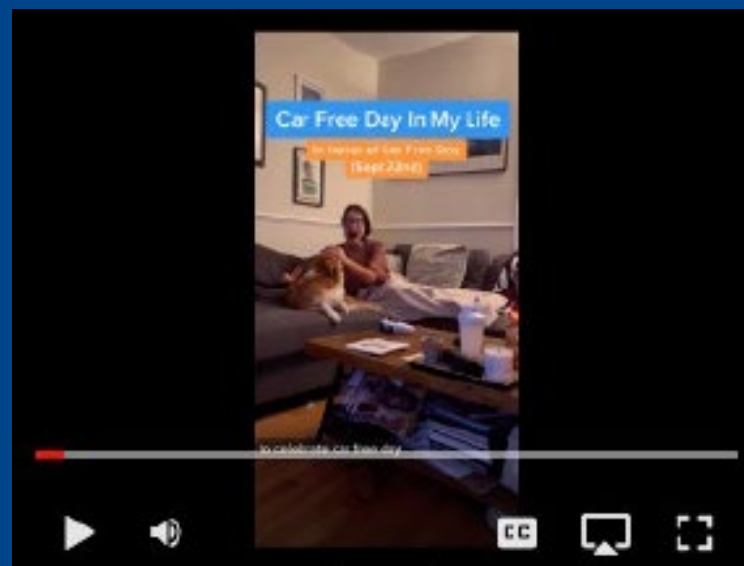 Car Free Day In My Life
In honor of Car Free Day
(Sept 22nd)
to celebrate car free day
CC